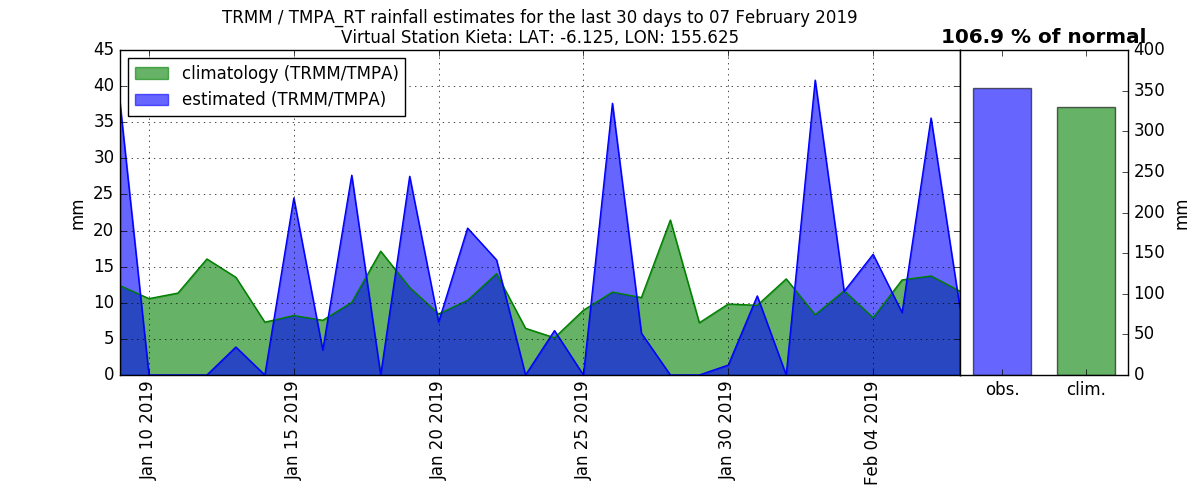 TRMM / TMPA_RT rainfall estimates for the last 30 days to 07 February 2019
Virtual Station Kieta: LAT: -6.125, LON: 155.625
106.9 % of normal
climatology (TRMM/TMPA)
estimated (TRMM/TMPA)
45
40
35
30
25
20
15
10
5
0
mm
Jan 10 2019
Jan 15 2019
Jan 20 2019
Jan 25 2019
Jan 30 2019
Feb 04 2019
obs.
clim.
400
350
300
250
200
150
100
50
0
mm